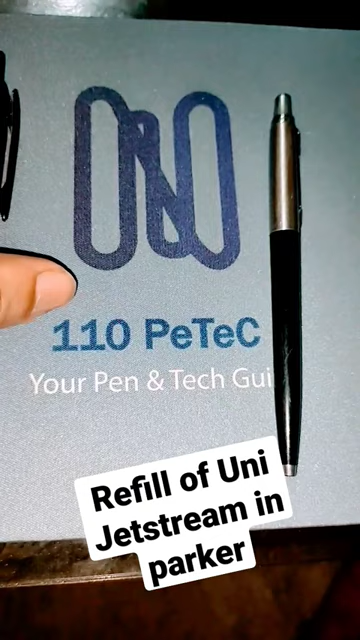 110 PeTeC
Your Pen & Tech Gui
Refill of Uni
Jetstream in
parker